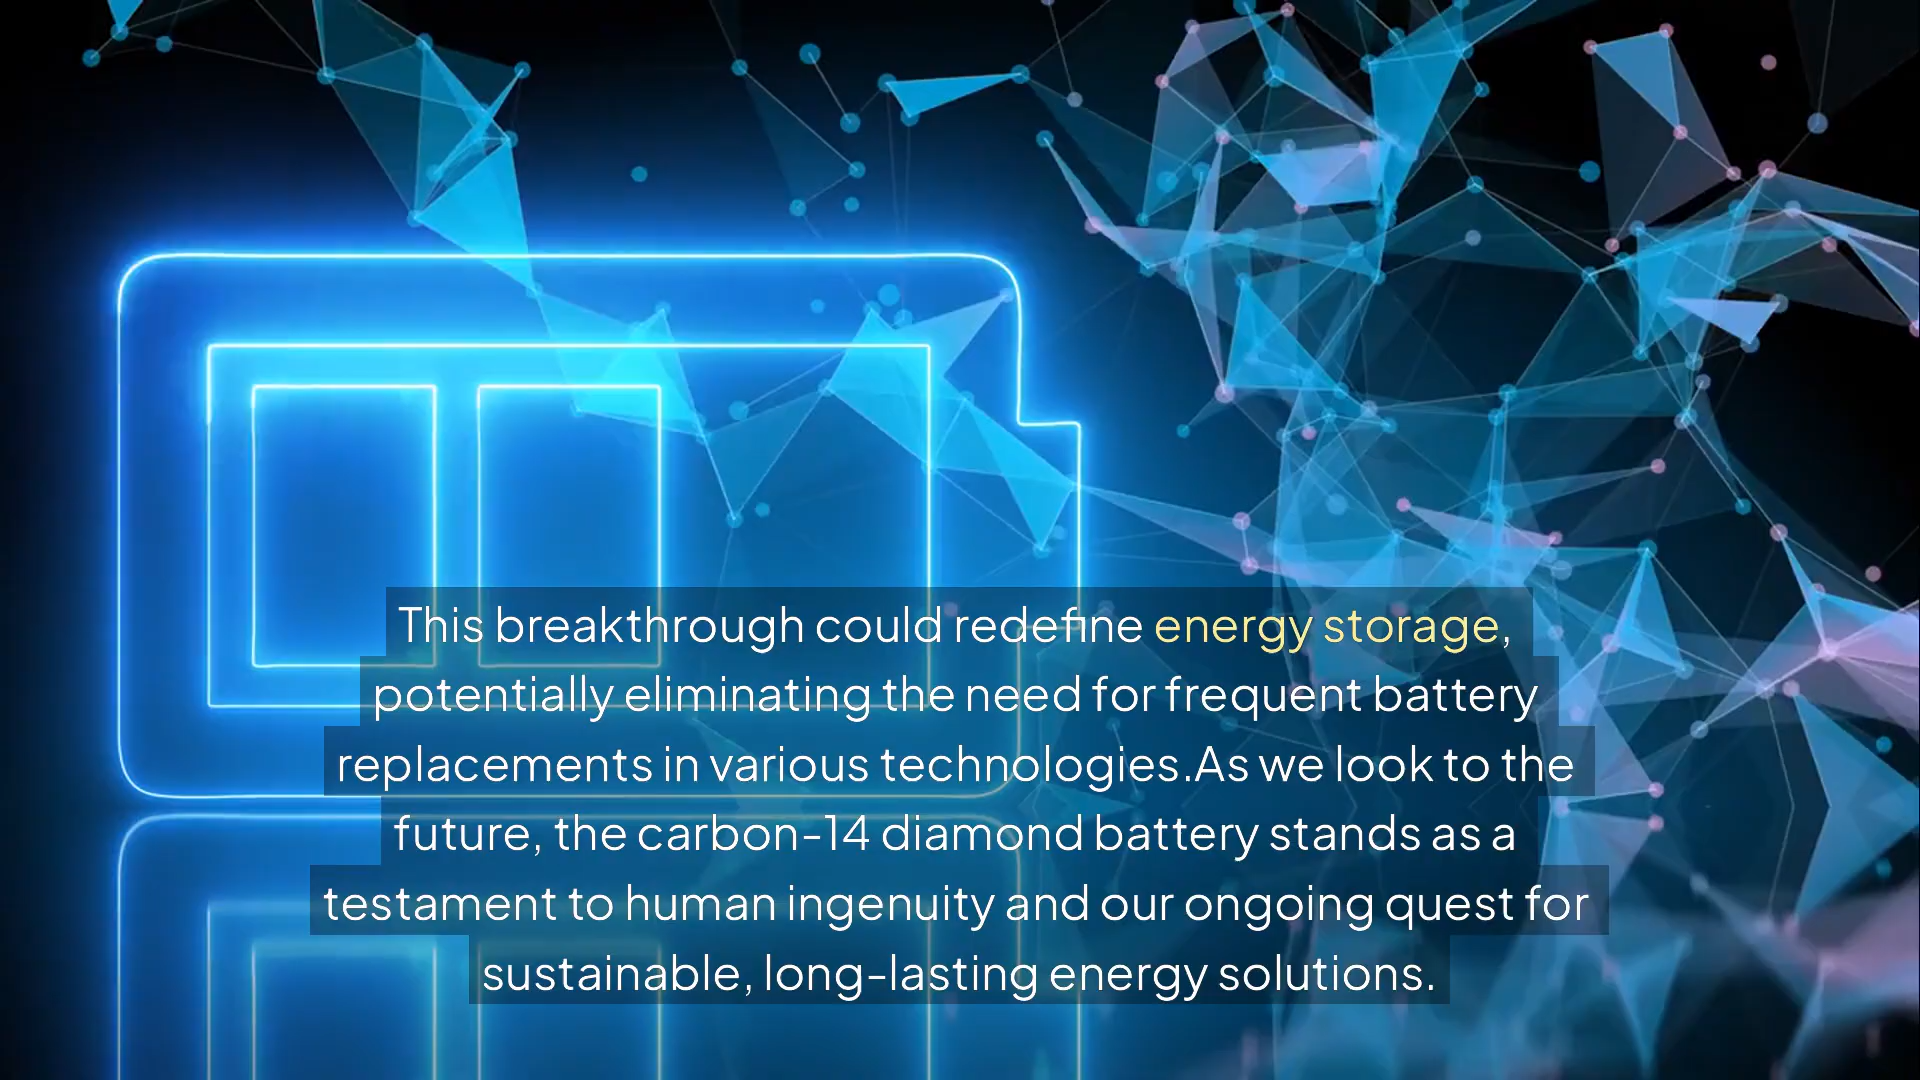 This breakthrough could redefine energy storage,
potentially eliminating the need for frequent battery
replacements in various technologies.As we look to the
future, the carbon-14 diamond battery stands as a
testament to human ingenuity and our ongoing quest for
sustainable, long-lasting energy solutions.